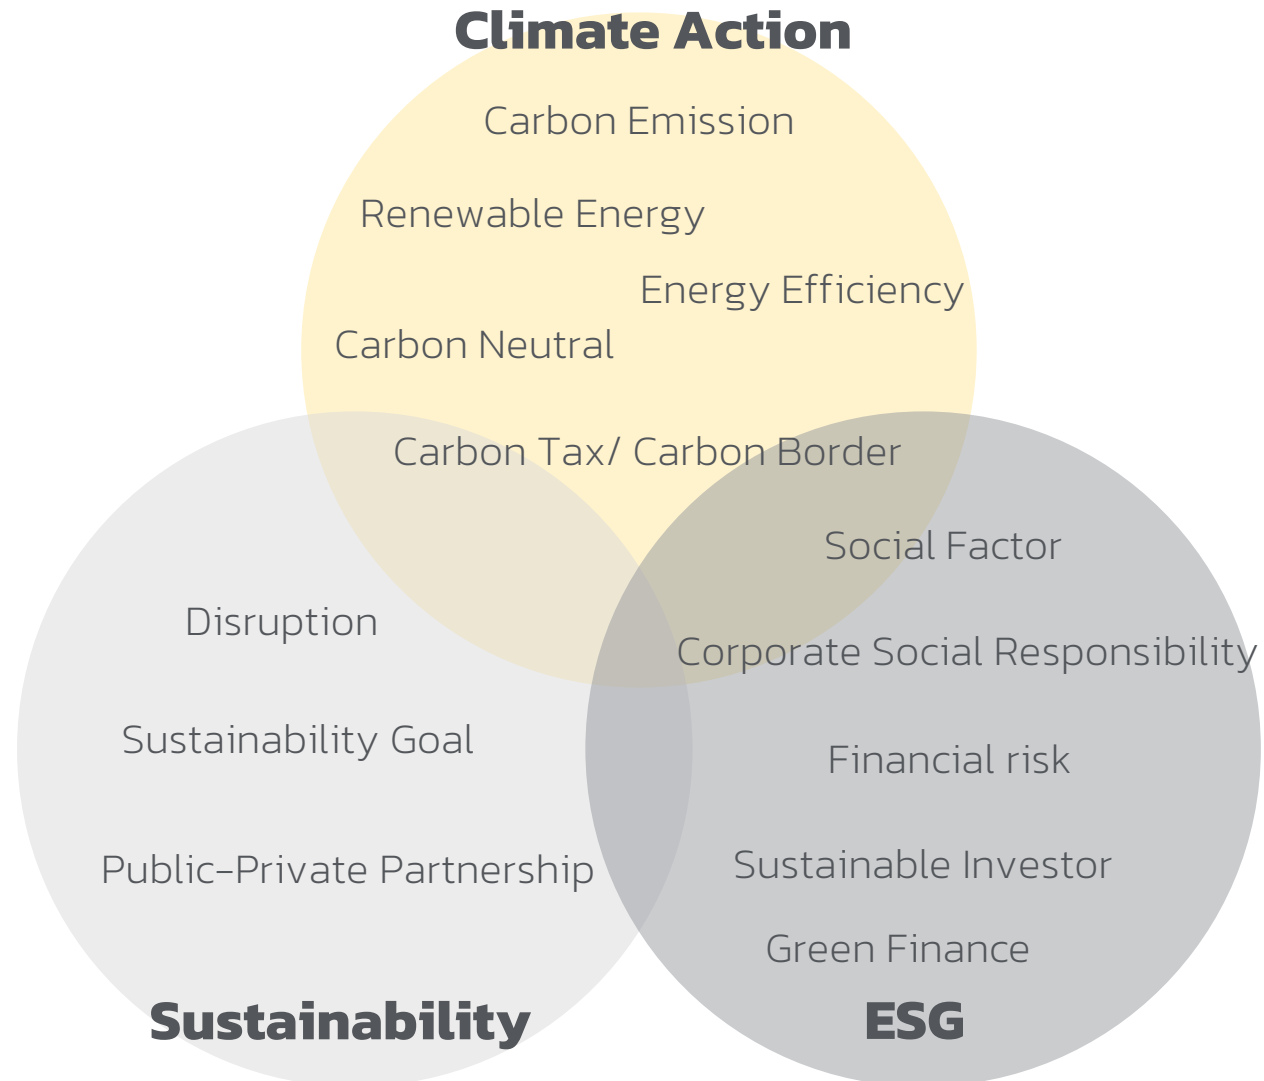 Climate Action
Carbon Emission
Renewable Energy
Energy Efficiency
Carbon Neutral
Carbon Tax/ Carbon Border
Social Factor
Disruption
Corporate Social Responsibility
Sustainability Goal
Financial risk
Public-Private Partnership
Sustainable Investor
Green Finance
Sustainability
ESG